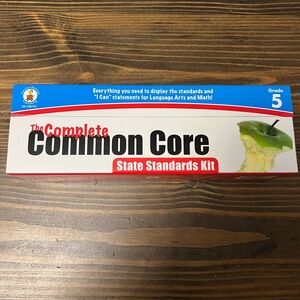 Everything you need to display the standards and
"I Can" statements for Language Arts and Math!
Grade
5
The Complete
Common Core
State Standards Kit